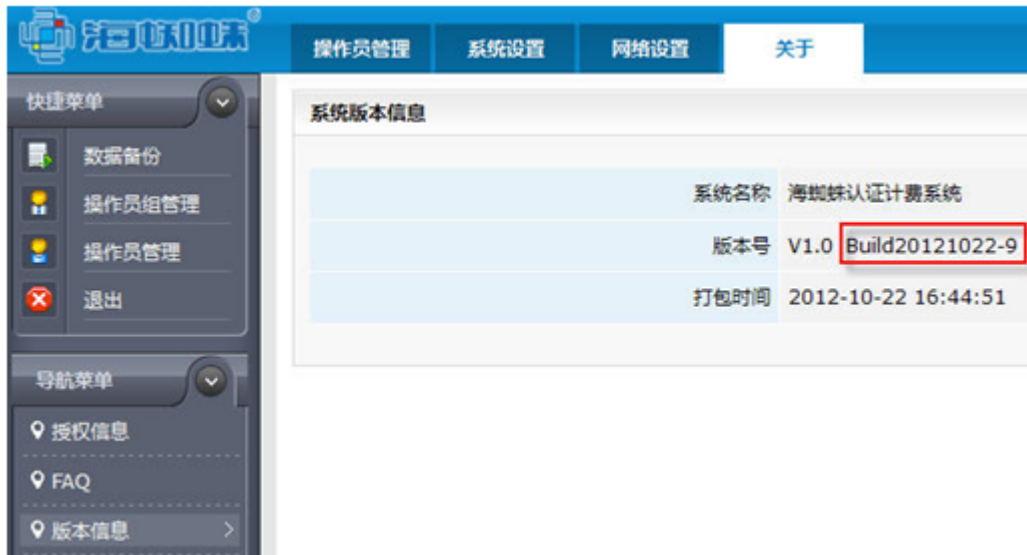 海蜘蛛®
操作员管理 系统设置 网络设置 关于
快捷菜单
数据备份
操作员组管理
操作员管理
退出
导航菜单
授权信息
FAQ
版本信息
系统版本信息
系统名称 海蜘蛛认证计费系统
版本号 V1.0 Build20121022-9
打包时间 2012-10-22 16:44:51